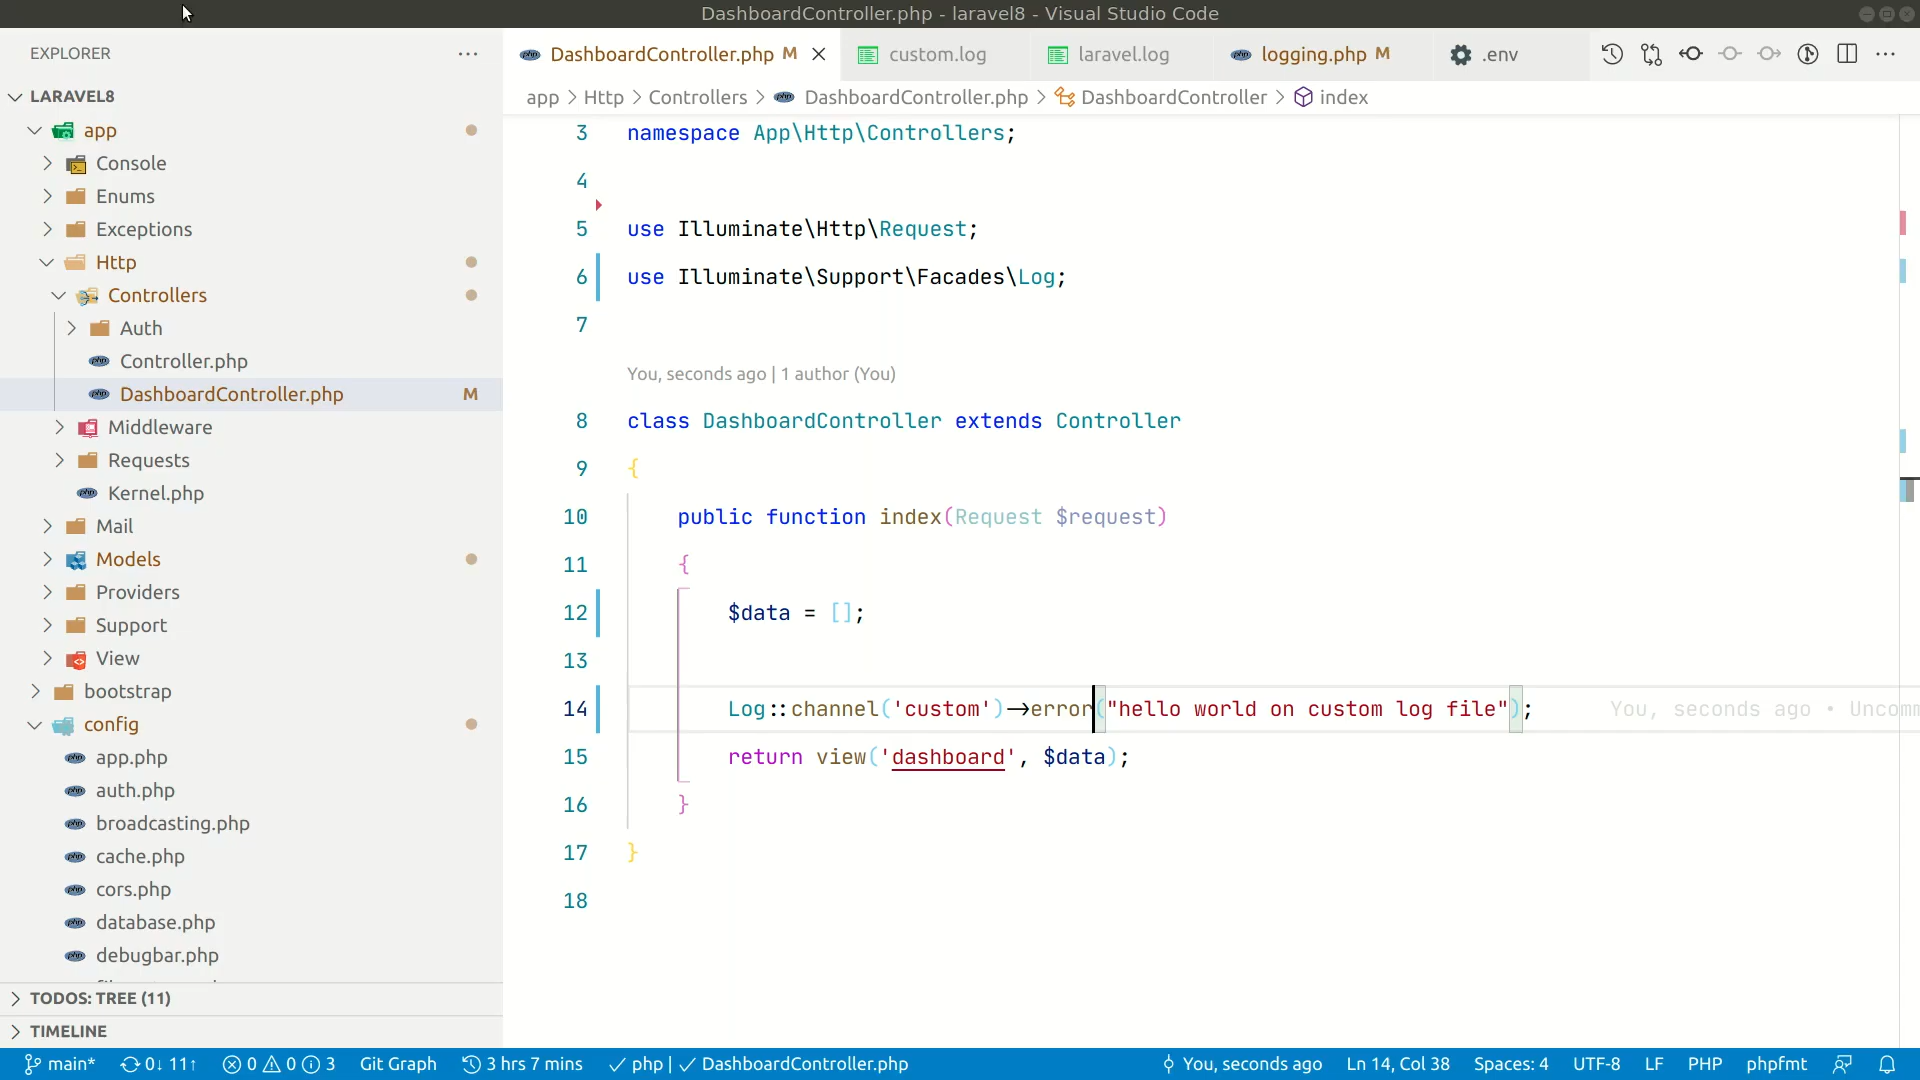 DashboardController.php - laravel8 - Visual Studio Code
EXPLORER
LARAVEL8
app
Console
Enums
Exceptions
Http
Controllers
Auth
Controller.php
DashboardController.php M
Middleware
Requests
Kernel.php
Mail
Models
Providers
Support
View
bootstrap
config
app.php
auth.php
broadcasting.php
cache.php
cors.php
database.php
debugbar.php
TODOS: TREE (11)
TIMELINE
DashboardController.php M custom.log laravel.log logging.php M .env
app > Http > Controllers > DashboardController.php > DashboardController > index
3 namespace App\Http\Controllers;
4
5 use Illuminate\Http\Request;
6 use Illuminate\Support\Facades\Log;
7
You, seconds ago | 1 author (You)
8 class DashboardController extends Controller
9 {
10 public function index(Request $request)
11 {
12 $data = [];
13
14 Log::channel('custom')->error("hello world on custom log file"); You, seconds ago • Uncomm
15 return view('dashboard', $data);
16 }
17 }
18
main* 0↓ 11↑ 0 0 3 Git Graph 3 hrs 7 mins ✓ php | ✓ DashboardController.php You, seconds ago Ln 14, Col 38 Spaces: 4 UTF-8 LF PHP phpfmt